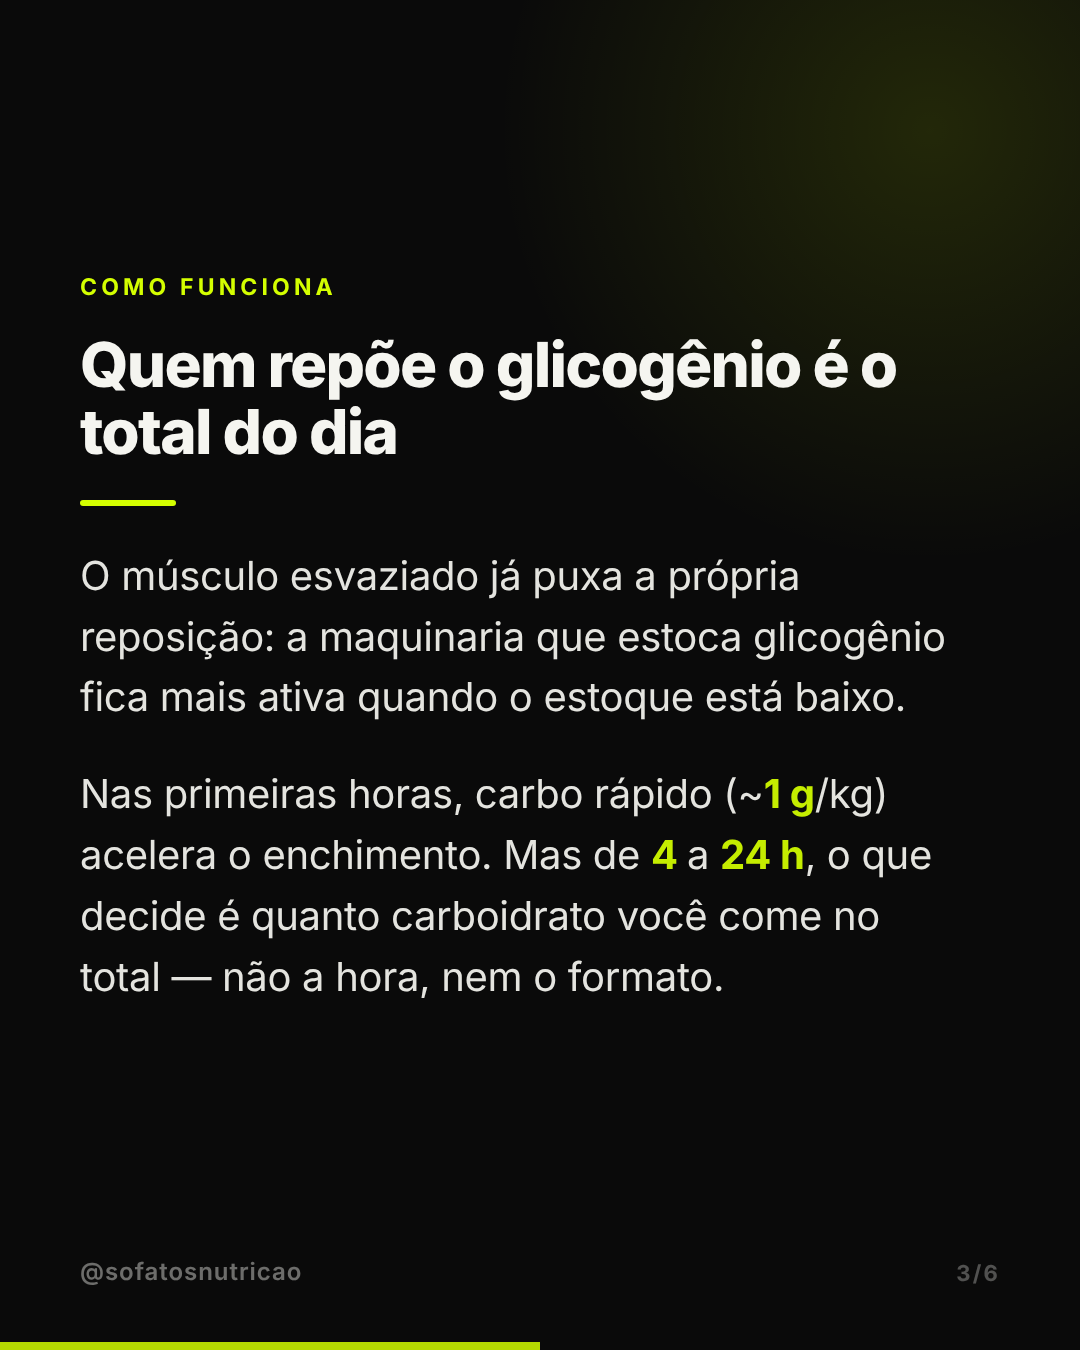 COMO FUNCIONA
Quem repõe o glicogênio é o
total do dia
O músculo esvaziado já puxa a própria
reposição: a maquinaria que estoca glicogênio
fica mais ativa quando o estoque está baixo.
Nas primeiras horas, carbo rápido (~1 g/kg)
acelera o enchimento. Mas de 4 a 24 h, o que
decide é quanto carboidrato você come no
total — não a hora, nem o formato.
@sofatosnutricao
3/6